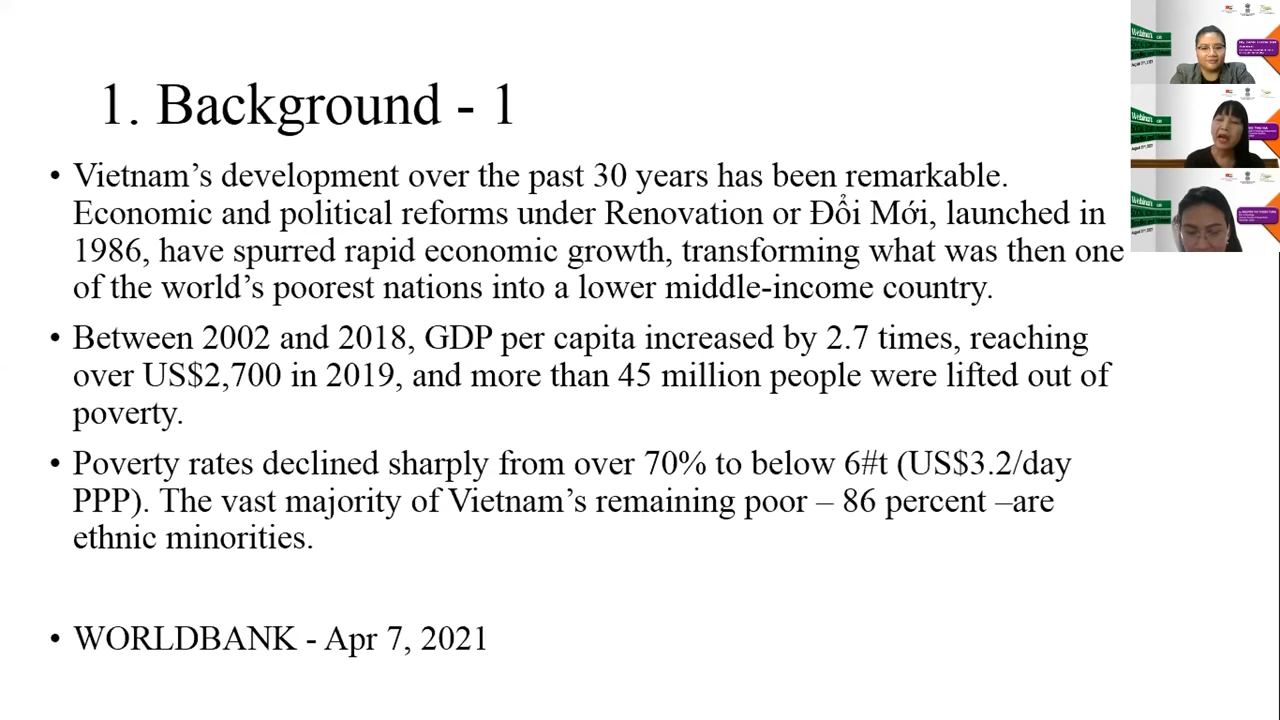 1. Background - 1
• Vietnam’s development over the past 30 years has been remarkable.
Economic and political reforms under Renovation or Đổi Mới, launched in
1986, have spurred rapid economic growth, transforming what was then one
of the world’s poorest nations into a lower middle-income country.
• Between 2002 and 2018, GDP per capita increased by 2.7 times, reaching
over US$2,700 in 2019, and more than 45 million people were lifted out of
poverty.
• Poverty rates declined sharply from over 70% to below 6#t (US$3.2/day
PPP). The vast majority of Vietnam’s remaining poor – 86 percent –are
ethnic minorities.
• WORLDBANK - Apr 7, 2021
Webinar
Webinar
Webinar